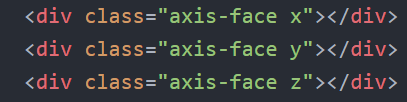 <div class="axis-face x"></div>
<div class="axis-face y"></div>
<div class="axis-face z"></div>